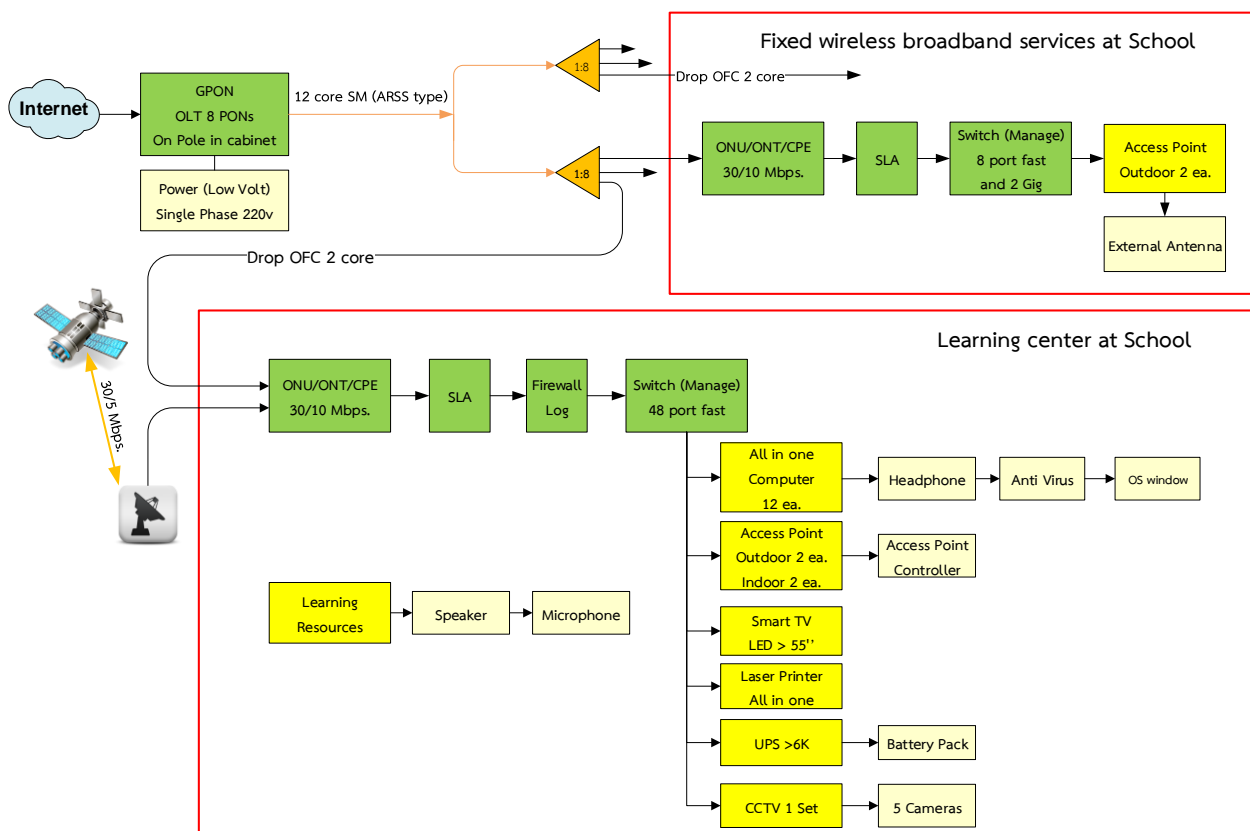 Fixed wireless broadband services at School
Internet
GPON
OLT 8 PONs
On Pole in cabinet
12 core SM (ARSS type)
1:8
Drop OFC 2 core
Power (Low Volt)
Single Phase 220v
1:8
ONU/ONT/CPE
30/10 Mbps.
SLA
Switch (Manage)
8 port fast
and 2 Gig
Access Point
Outdoor 2 ea.
External Antenna
Drop OFC 2 core
30/5 Mbps.
Learning center at School
ONU/ONT/CPE
30/10 Mbps.
SLA
Firewall
Log
Switch (Manage)
48 port fast
All in one
Computer
12 ea.
Headphone
Anti Virus
OS window
Access Point
Outdoor 2 ea.
Indoor 2 ea.
Access Point
Controller
Learning
Resources
Speaker
Microphone
Smart TV
LED > 55''
Laser Printer
All in one
UPS >6K
Battery Pack
CCTV 1 Set
5 Cameras